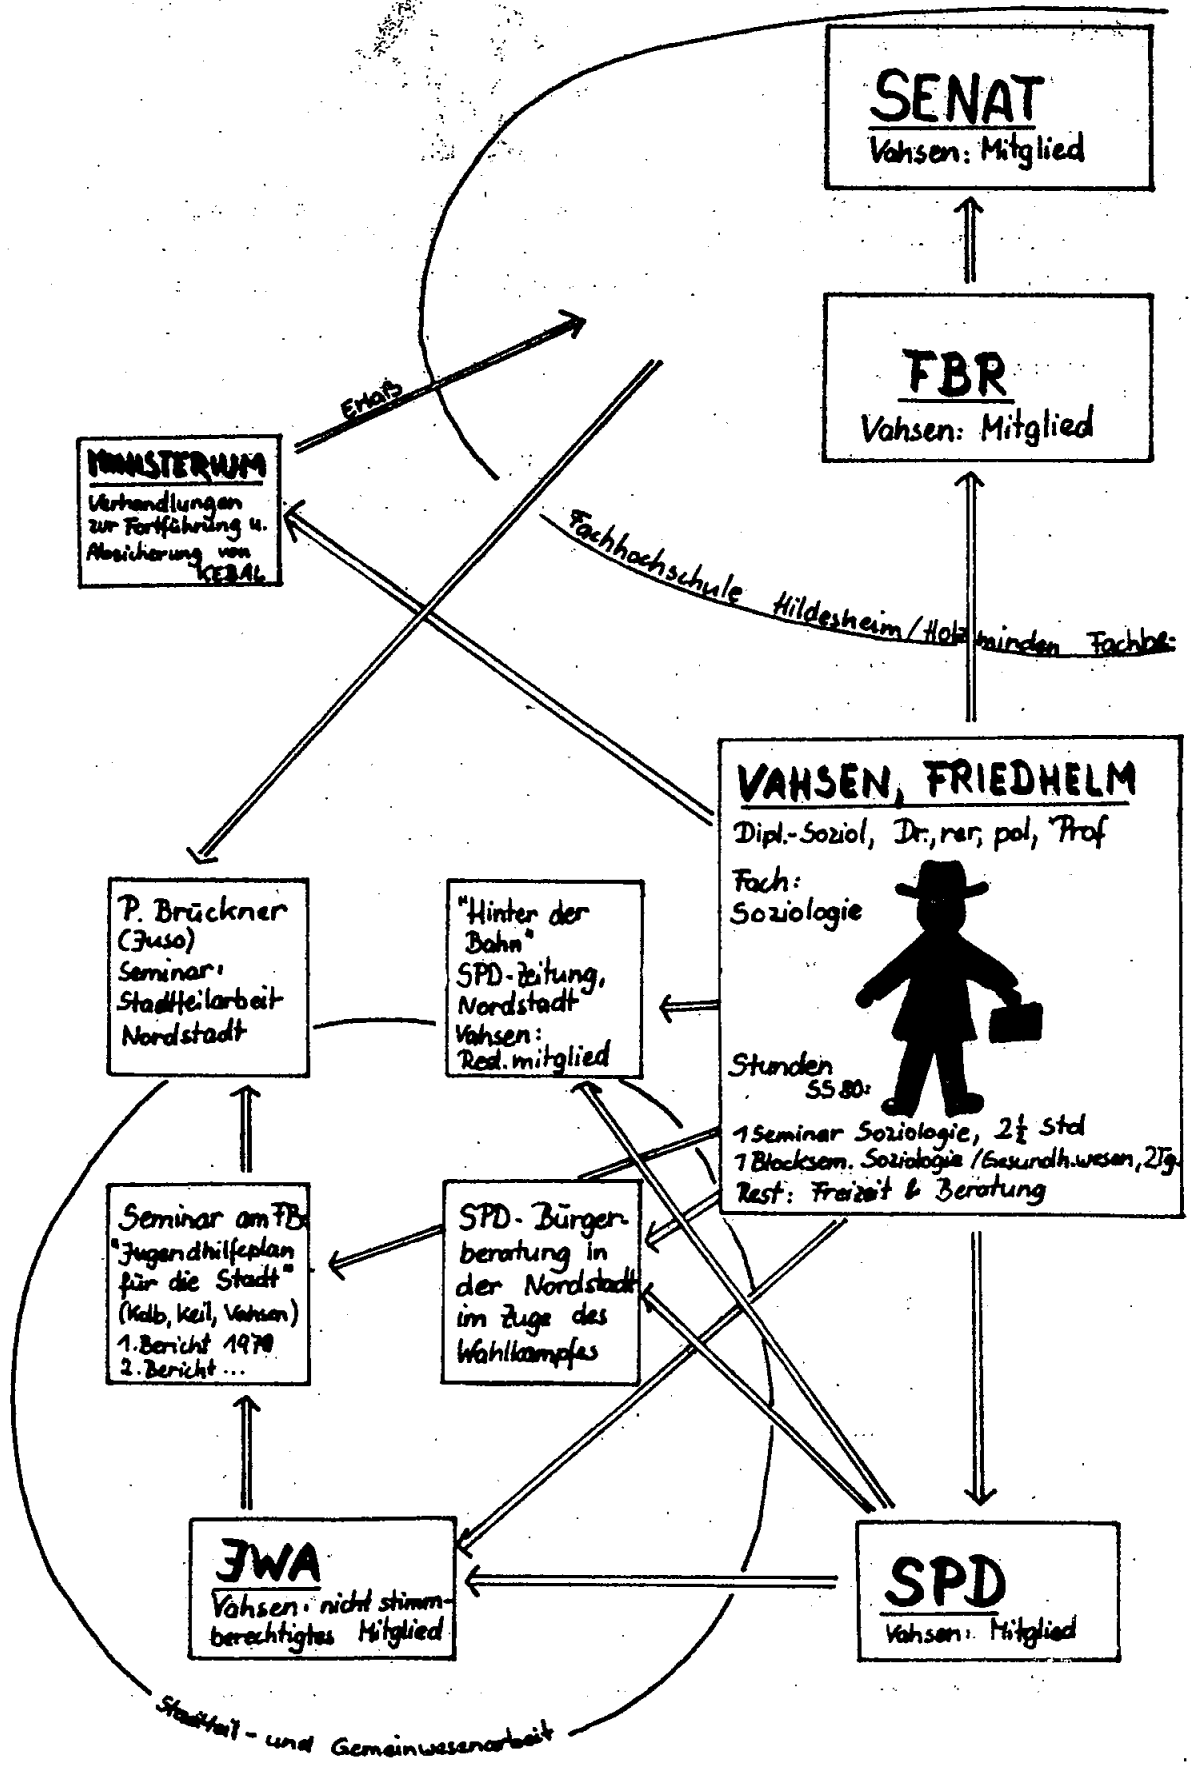 SENAT
Vahsen: Mitglied
FBR
Vahsen: Mitglied
Erlaß
MINISTERIUM
Verhandlungen
zur Fortführung u.
Absicherung von
KEBAL
Fachhochschule Hildesheim/Holzminden Fachbe-
VAHSEN, FRIEDHELM
Dipl.-Soziol, Dr., rer, pol, Prof
Fach:
Soziologie
Stunden
SS 80:
1 Seminar Soziologie, 2½ Std
1 Blocksem. Soziologie/Gesundh.wesen, 2Tg.
Rest: Freizeit & Beratung
P. Brückner
(Juso)
Seminar:
Stadtteilarbeit
Nordstadt
"Hinter der
Bahn"
SPD-Zeitung,
Nordstadt
Vahsen:
Red.mitglied
Seminar am FB:
"Jugendhilfeplan
für die Stadt"
(Kolb, Keil, Vahsen)
1. Bericht 1979
2. Bericht ...
SPD-Bürger-
beratung in
der Nordstadt
im Zuge des
Wahlkampfes
JWA
Vahsen: nicht stimm-
berechtigtes Mitglied
SPD
Vahsen: Mitglied
Stadtteil- und Gemeinwesenarbeit